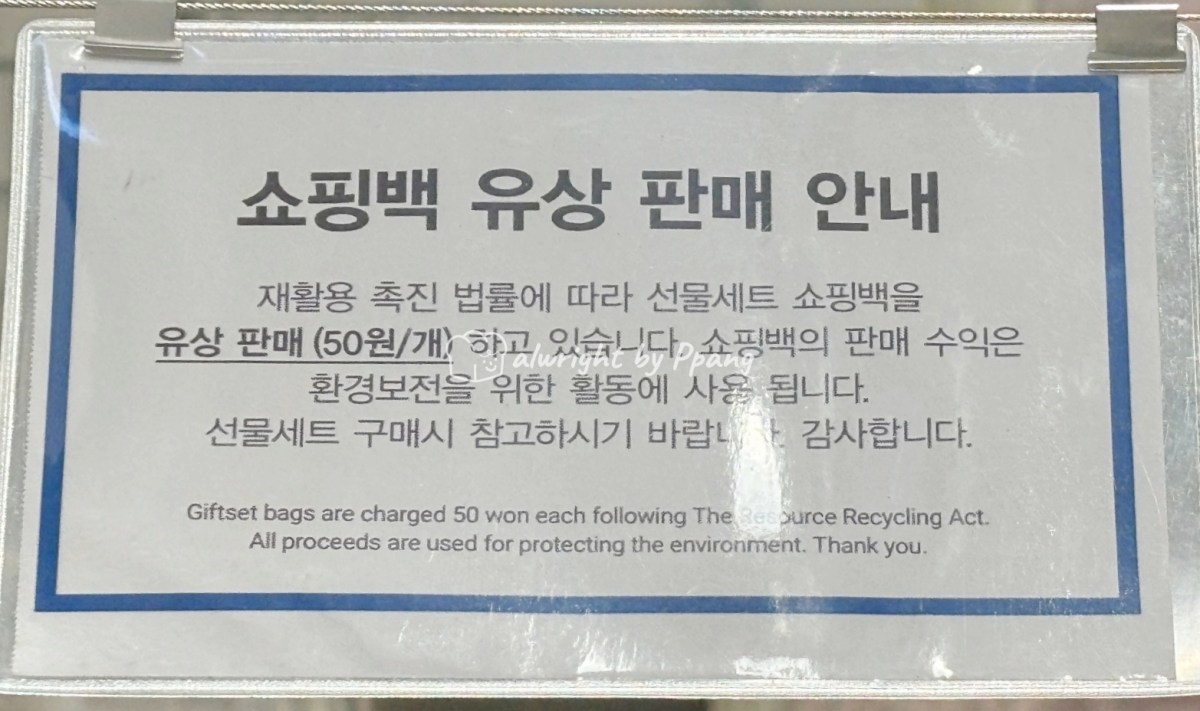 쇼핑백 유상 판매 안내
재활용 촉진 법률에 따라 선물세트 쇼핑백을
유상 판매 (50원/개) 하고 있습니다. 쇼핑백의 판매 수익은
alwright by Ppang
환경보전을 위한 활동에 사용 됩니다.
선물세트 구매시 참고하시기 바랍니다. 감사합니다.
Giftset bags are charged 50 won each following The Resource Recycling Act.
All proceeds are used for protecting the environment. Thank you.